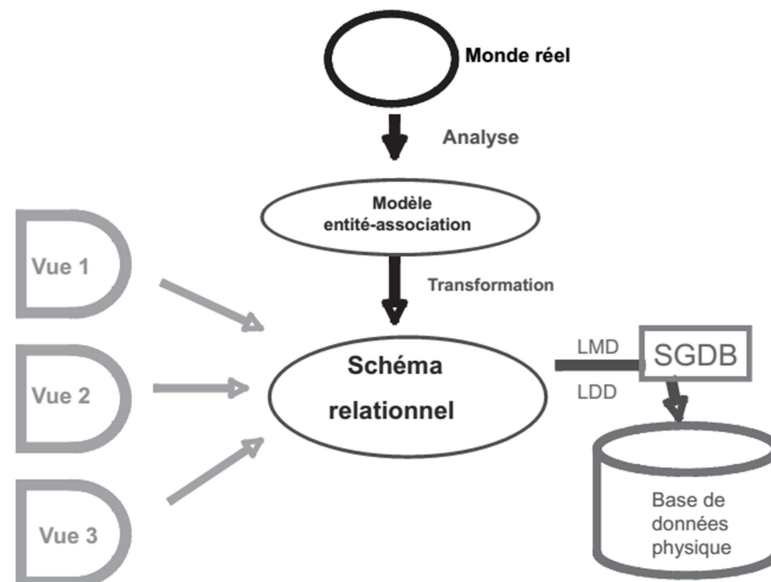 Monde réel
Analyse
Modèle
entité-association
Transformation
Vue 1
Vue 2
Vue 3
Schéma
relationnel
LMD
LDD
SGDB
Base de
données
physique